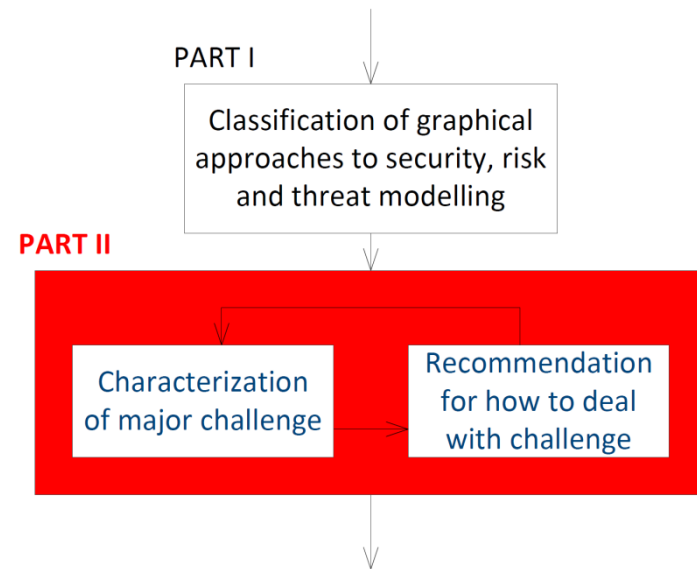 PART I
Classification of graphical
approaches to security, risk
and threat modelling
PART II
Characterization
of major challenge
Recommendation
for how to deal
with challenge